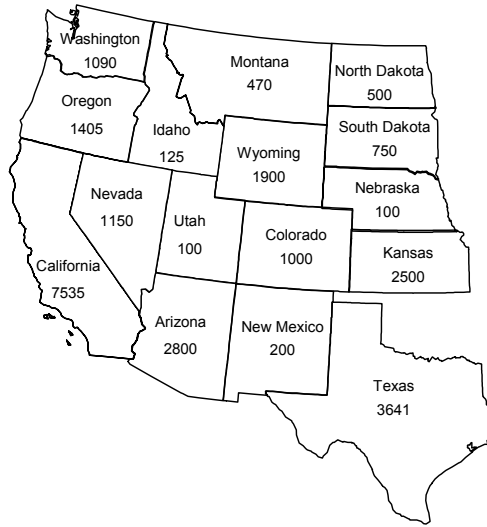 Washington
1090
Montana
470
North Dakota
500
Oregon
1405
Idaho
125
South Dakota
750
Wyoming
1900
Nebraska
100
Nevada
1150
Utah
100
Colorado
1000
Kansas
2500
California
7535
Arizona
2800
New Mexico
200
Texas
3641